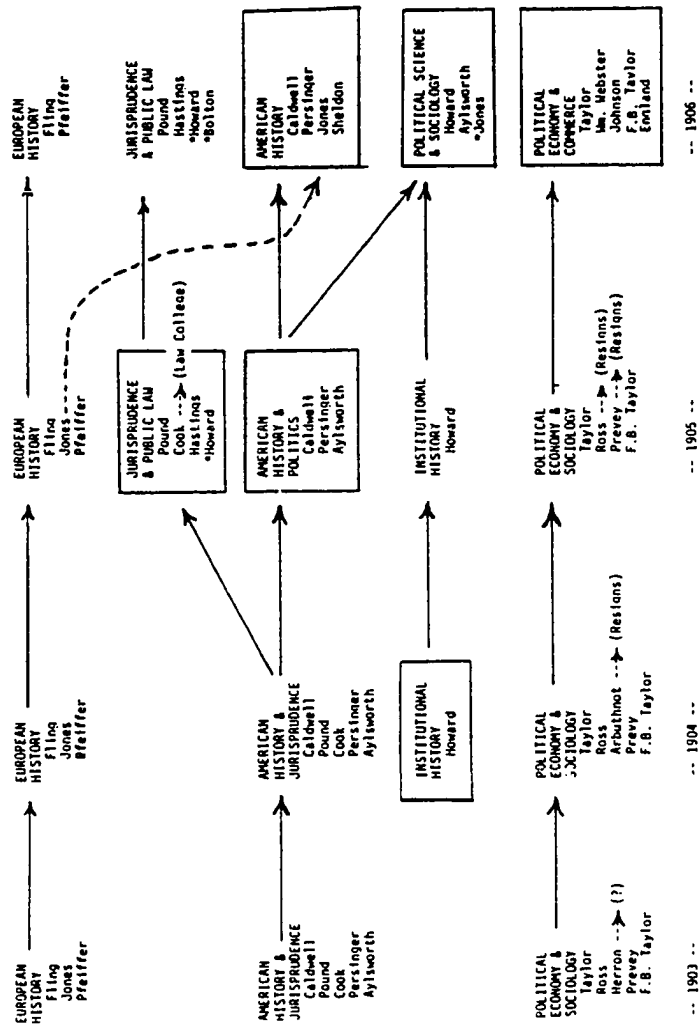 EUROPEAN
HISTORY
Fling
Jones
Pfeiffer
AMERICAN
HISTORY &
JURISPRUDENCE
Caldwell
Pound
Cook
Persinger
Aylsworth
POLITICAL
ECONOMY &
SOCIOLOGY
Taylor
Ross
Herron --> (?)
Prevey
F.B. Taylor
-- 1903 --
EUROPEAN
HISTORY
Fling
Jones
Pfeiffer
AMERICAN
HISTORY &
JURISPRUDENCE
Caldwell
Pound
Cook
Persinger
Aylsworth
INSTITUTIONAL
HISTORY
Howard
POLITICAL
ECONOMY &
SOCIOLOGY
Taylor
Ross
Arbuthnot --> (Resigns)
Prevy
F.B. Taylor
-- 1904 --
EUROPEAN
HISTORY
Fling
Jones
Pfeiffer
JURISPRUDENCE
& PUBLIC LAW
Pound
Cook --> (Law College)
Hastings
*Howard
AMERICAN
HISTORY &
POLITICS
Caldwell
Persinger
Aylsworth
INSTITUTIONAL
HISTORY
Howard
POLITICAL
ECONOMY &
SOCIOLOGY
Taylor
Ross --> (Resigns)
Prevey --> (Resigns)
F.B. Taylor
-- 1905 --
EUROPEAN
HISTORY
Fling
Pfeiffer
JURISPRUDENCE
& PUBLIC LAW
Pound
Hastings
*Howard
*Bolton
AMERICAN
HISTORY
Caldwell
Persinger
Jones
Sheldon
POLITICAL SCIENCE
& SOCIOLOGY
Howard
Aylsworth
*Jones
POLITICAL
ECONOMY &
COMMERCE
Taylor
Wm. Webster
Johnson
F.B. Taylor
England
-- 1906 --